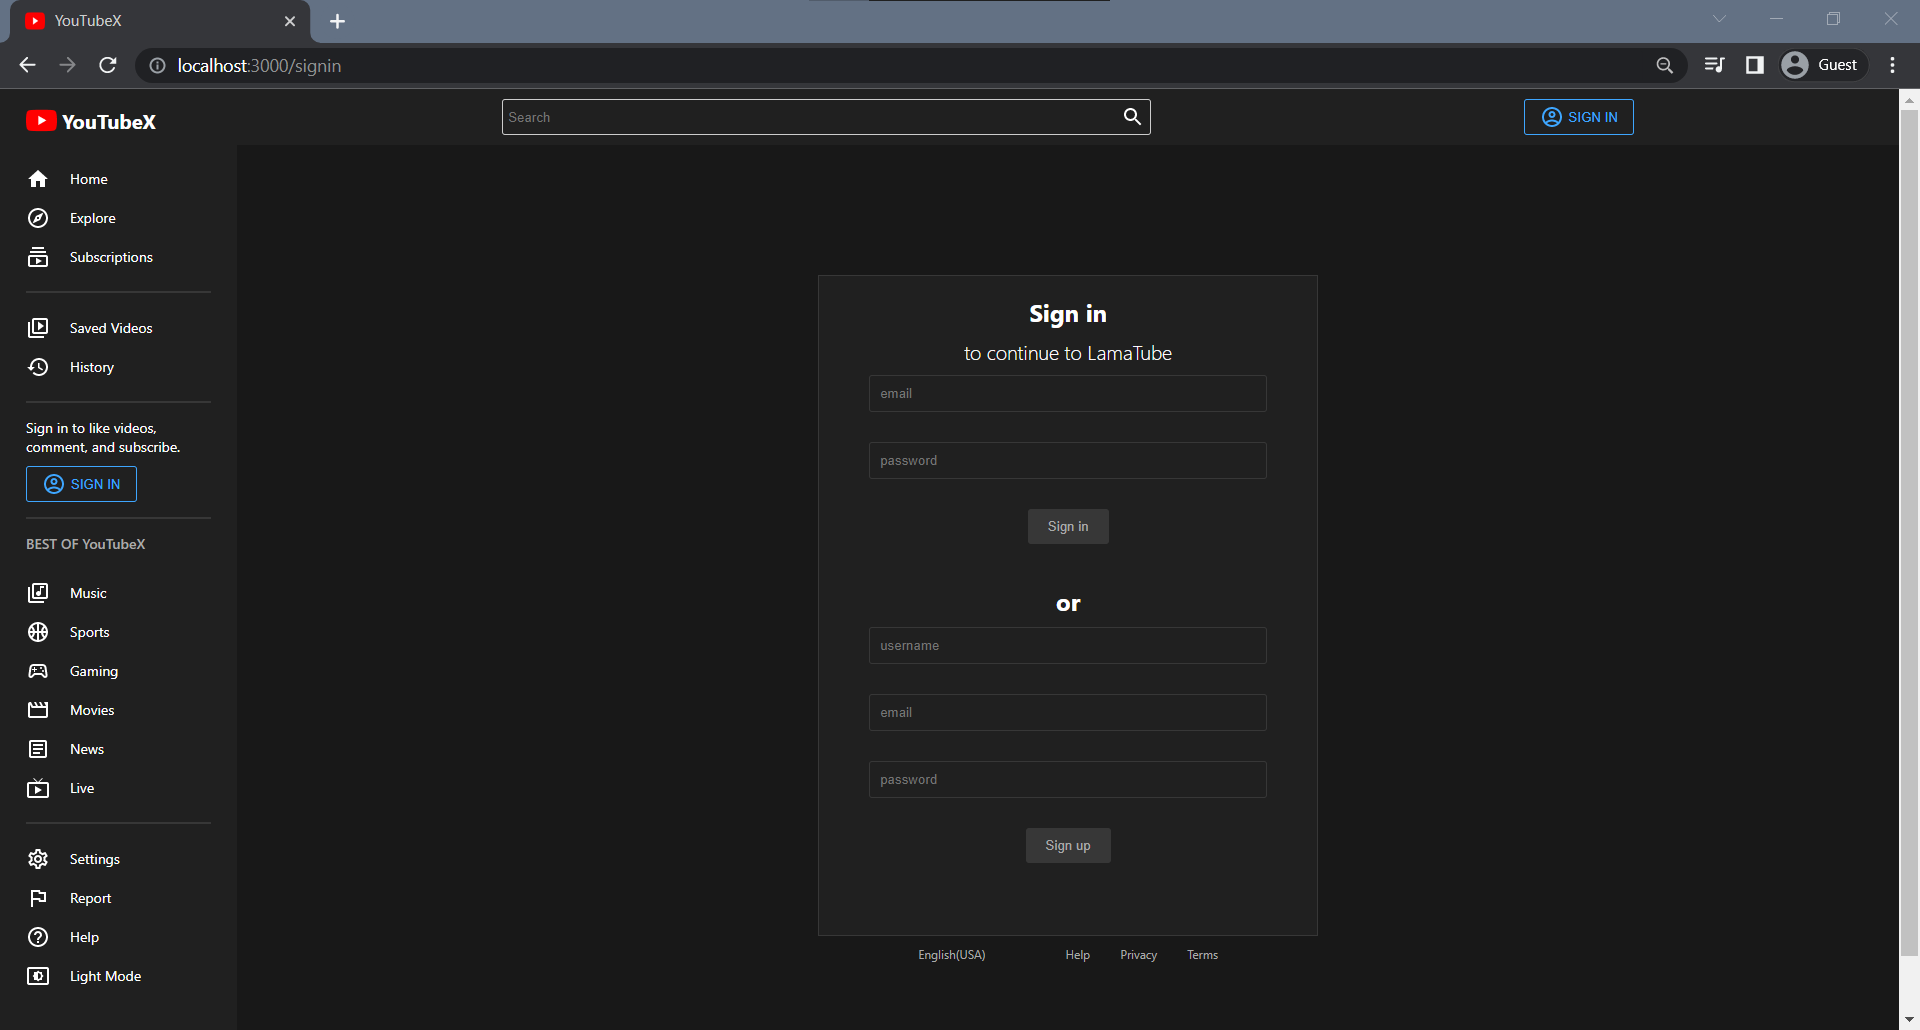 YouTubeX
localhost:3000/signin
Guest
YouTubeX
Search
SIGN IN
Home
Explore
Subscriptions
Saved Videos
History
Sign in to like videos,
comment, and subscribe.
SIGN IN
BEST OF YouTubeX
Music
Sports
Gaming
Movies
News
Live
Settings
Report
Help
Light Mode
Sign in
to continue to LamaTube
email
password
Sign in
or
username
email
password
Sign up
English(USA) Help Privacy Terms